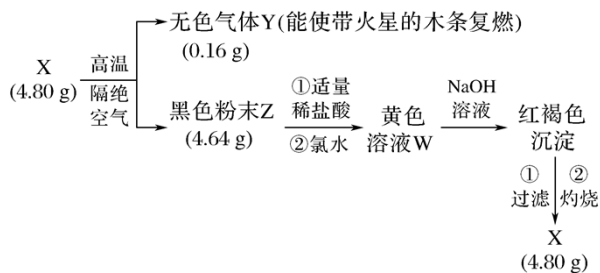 无色气体Y(能使带火星的木条复燃)
(0.16 g)
X
(4.80 g)
高温
隔绝
空气
黑色粉末Z
(4.64 g)
①适量
稀盐酸
②氯水
黄色
溶液W
NaOH
溶液
红褐色
沉淀
① ②
过滤 灼烧
X
(4.80 g)